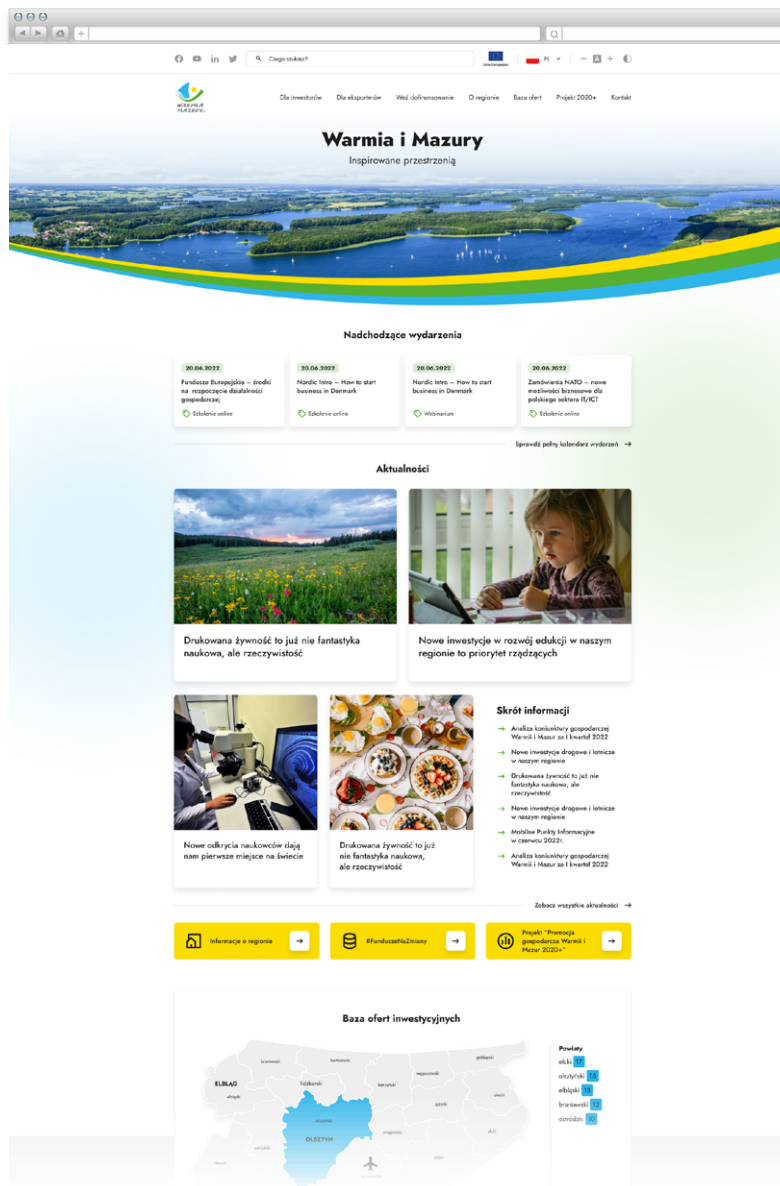 Czego szukasz?
PL
A
WARMIA
MAZURY
Dla inwestorów Dla eksporterów Weź dofinansowanie O regionie Baza ofert Projekt 2020+ Kontakt
Warmia i Mazury
Inspirowane przestrzenią
Nadchodzące wydarzenia
20.06.2022
Fundusze Europejskie – środki
na rozpoczęcie działalności
gospodarczej
Szkolenie online
20.06.2022
Nordic Intro – How to start
business in Denmark
Szkolenie online
20.06.2022
Nordic Intro – How to start
business in Denmark
Webinarium
20.06.2022
Zamówienia NATO – nowe
możliwości biznesowe dla
polskiego sektora IT/ICT
Szkolenie online
Sprawdź pełny kalendarz wydarzeń
Aktualności
Drukowana żywność to już nie fantastyka
naukowa, ale rzeczywistość
Nowe inwestycje w rozwój edukcji w naszym
regionie to priorytet rządzących
Nowe odkrycia naukowców dają
nam pierwsze miejsce na świecie
Drukowana żywność to już
nie fantastyka naukowa,
ale rzeczywistość
Skrót informacji
Analiza koniunktury gospodarczej
Warmii i Mazur za I kwartał 2022
Nowe inwestycje drogowe i lotnicze
w naszym regionie
Drukowana żywność to już nie
fantastyka naukowa, ale
rzeczywistość
Nowe inwestycje drogowe i lotnicze
w naszym regionie
Mobilne Punkty Informacyjne
w czerwcu 2022r.
Analiza koniunktury gospodarczej
Warmii i Mazur za I kwartał 2022
Zobacz wszystkie aktualności
Informacje o regionie
#FunduszeNaZmiany
Projekt "Promocja
gospodarcza Warmii i
Mazur 2020+"
Baza ofert inwestycyjnych
ELBLĄG
OLSZTYN
Powiaty
ełcki 17
olsztyński 15
elbląski 13
braniewski 12
ostródzki 10